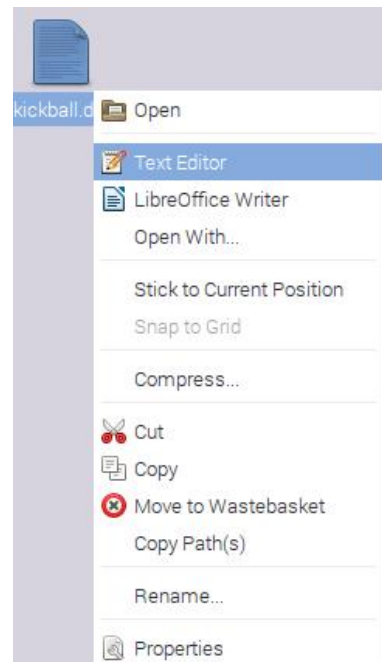 kickball.d
Open
Text Editor
LibreOffice Writer
Open With...
Stick to Current Position
Snap to Grid
Compress...
Cut
Copy
Move to Wastebasket
Copy Path(s)
Rename...
Properties